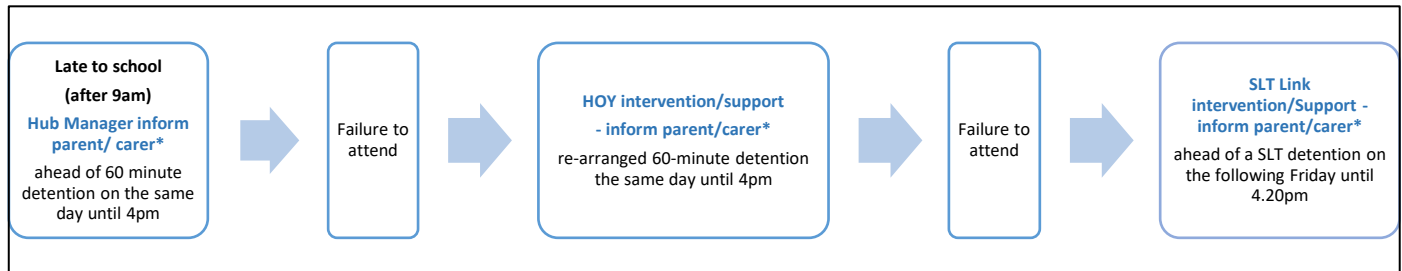 Late to school
(after 9am)
Hub Manager inform
parent/ carer*
ahead of 60 minute
detention on the same
day until 4pm
Failure to
attend
HOY intervention/support
- inform parent/carer*
re-arranged 60-minute detention
the same day until 4pm
Failure to
attend
SLT Link
intervention/Support -
inform parent/carer*
ahead of a SLT detention on
the following Friday until
4.20pm